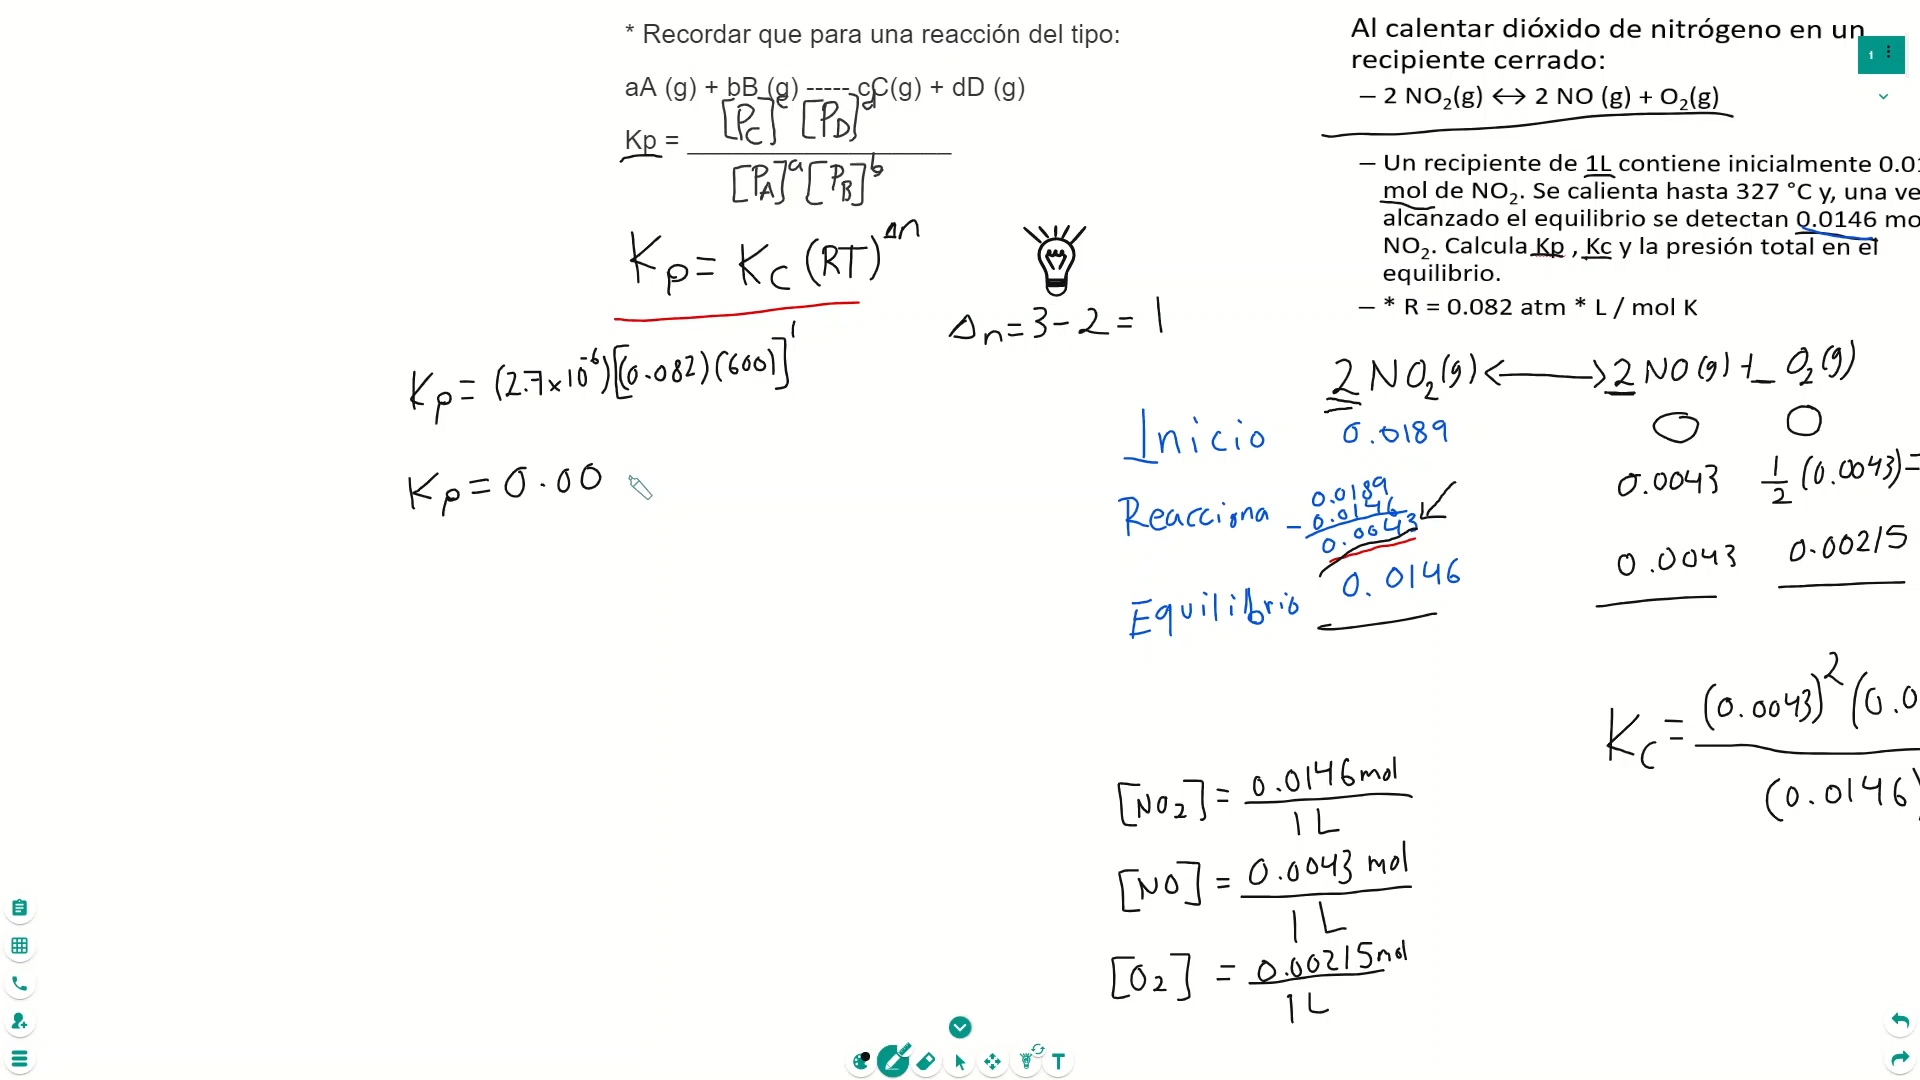 * Recordar que para una reacción del tipo:
aA (g) + bB (g) ----- cC(g) + dD (g)
Kp = [PC]^c [PD]^d
[PA]^a [PB]^b
Kp = KC (RT)^Δn
Δn = 3 - 2 = 1
Kp = (2.7 x 10^-6) [(0.082) (600)]^1
Kp = 0.00
Al calentar dióxido de nitrógeno en un
recipiente cerrado:
– 2 NO₂(g) ↔ 2 NO (g) + O₂(g)
– Un recipiente de 1L contiene inicialmente
mol de NO₂. Se calienta hasta 327 °C y, una
alcanzado el equilibrio se detectan 0.0146
NO₂. Calcula Kp , Kc y la presión total en el
equilibrio.
– * R = 0.082 atm * L / mol K
2 NO₂(g) <——> 2 NO(g) + _ O₂(g)
Inicio 0.0189 0 0
Reacciona 0.0189 0.0043 1/2 (0.0043) =
- 0.0146
0.0043
Equilibrio 0.0146 0.0043 0.00215
KC = (0.0043)^2 (0.0
(0.0146)
[NO₂] = 0.0146 mol
1 L
[NO] = 0.0043 mol
1 L
[O₂] = 0.00215 mol
1 L
1
T